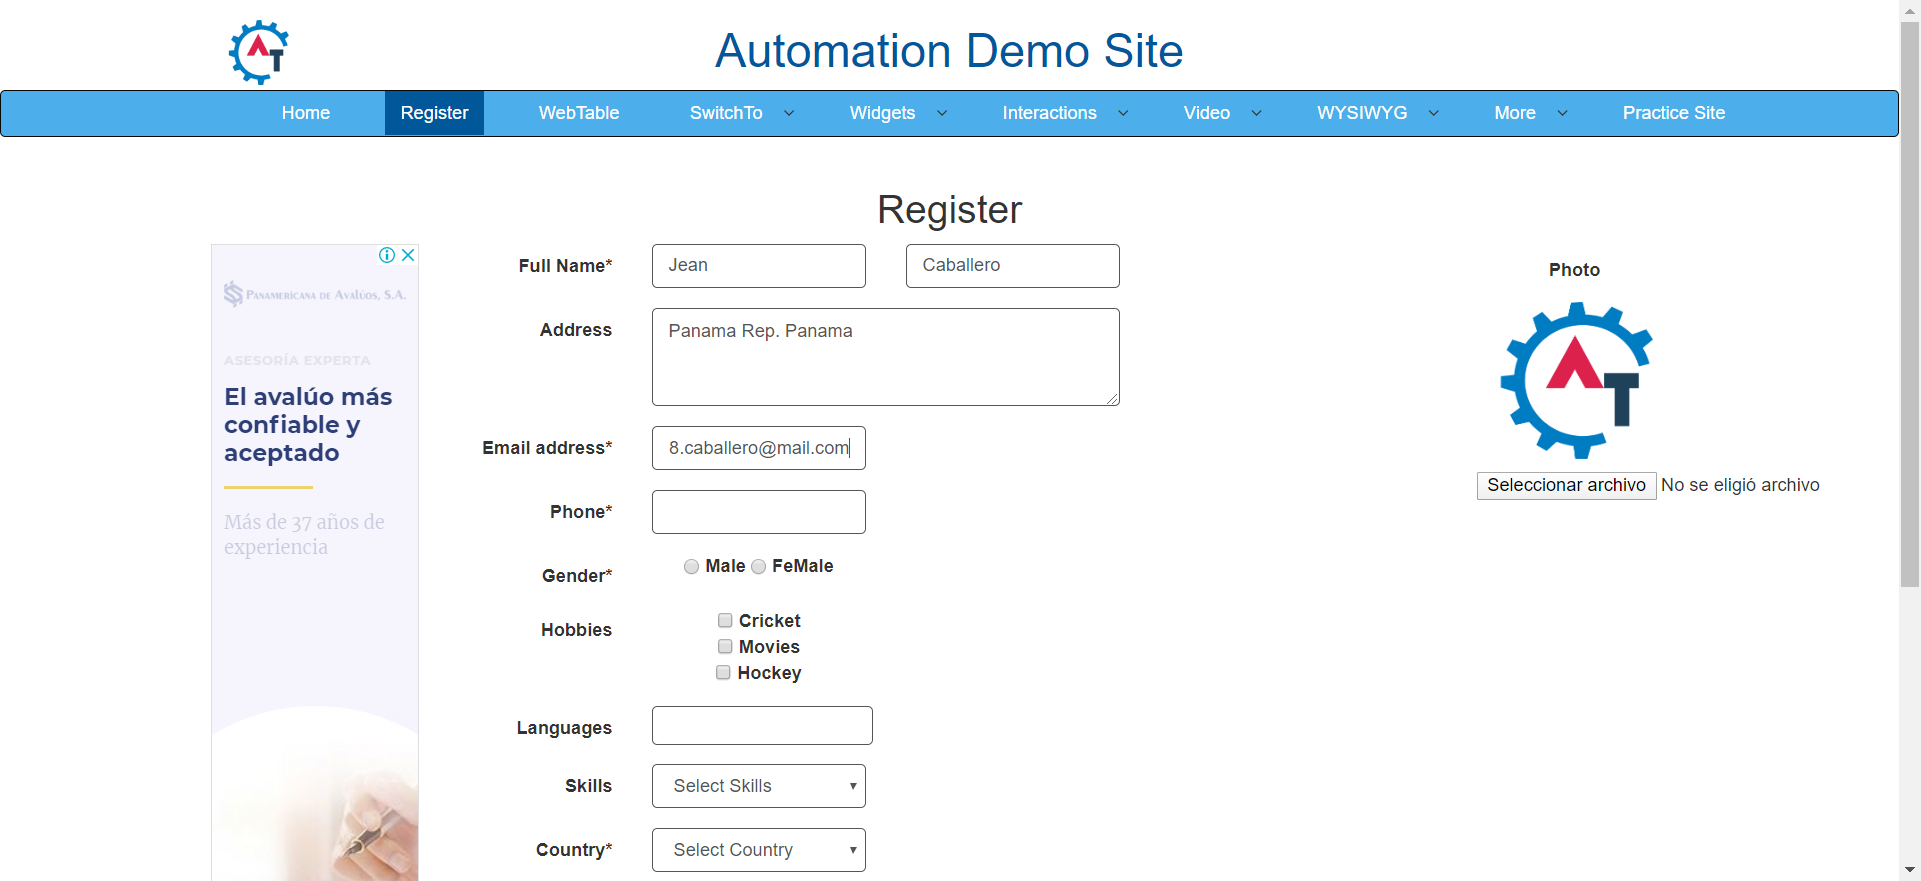 Automation Demo Site
Home Register WebTable SwitchTo Widgets Interactions Video WYSIWYG More Practice Site
Register
PANAMERICANA DE AVALÚOS, S.A.
ASESORÍA EXPERTA
El avalúo más
confiable y
aceptado
Más de 37 años de
experiencia
Full Name* Jean Caballero
Address Panama Rep. Panama
Email address* 8.caballero@mail.com
Phone*
Gender* Male FeMale
Hobbies Cricket
Movies
Hockey
Languages
Skills Select Skills
Country* Select Country
Photo
AT
Seleccionar archivo No se eligió archivo